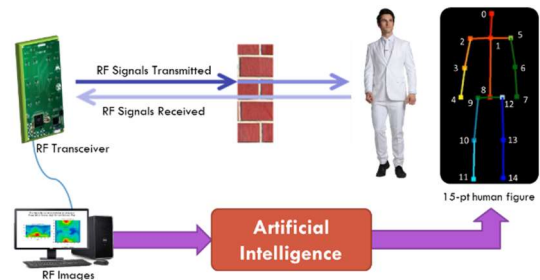 RF Signals Transmitted
RF Signals Received
RF Transceiver
0
1
2
5
3
6
4
9
8
12
7
10
13
11
14
15-pt human figure
Artificial
Intelligence
RF Images